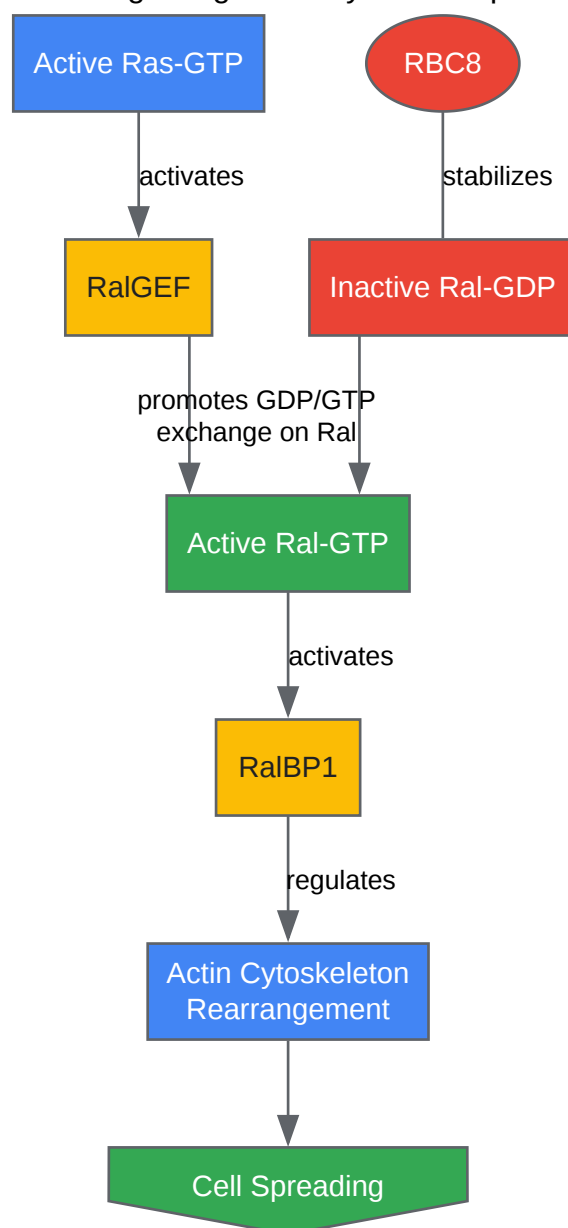 Active Ras-GTP
RBC8
activates
stabilizes
RalGEF
Inactive Ral-GDP
promotes GDP/GTP
exchange on Ral
Active Ral-GTP
activates
RalBP1
regulates
Actin Cytoskeleton
Rearrangement
Cell Spreading